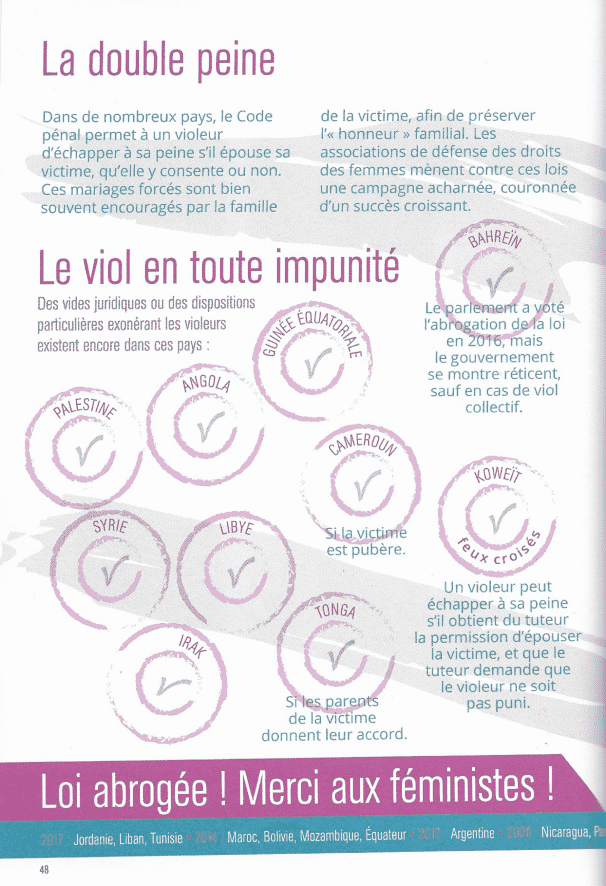 La double peine
Dans de nombreux pays, le Code
pénal permet à un violeur
d'échapper à sa peine s'il épouse sa
victime, qu'elle y consente ou non.
Ces mariages forcés sont bien
souvent encouragés par la famille
de la victime, afin de préserver
l'« honneur » familial. Les
associations de défense des droits
des femmes mènent contre ces lois
une campagne acharnée, couronnée
d'un succès croissant.
Le viol en toute impunité
Des vides juridiques ou des dispositions
particulières exonérant les violeurs
existent encore dans ces pays :
BAHREÏN
Le parlement a voté
l'abrogation de la loi
en 2016, mais
le gouvernement
se montre réticent,
sauf en cas de viol
collectif.
GUINÉE ÉQUATORIALE
ANGOLA
PALESTINE
CAMEROUN
Si la victime
est pubère.
KOWEÏT
feux croisés
Un violeur peut
échapper à sa peine
s'il obtient du tuteur
la permission d'épouser
la victime, et que le
tuteur demande que
le violeur ne soit
pas puni.
SYRIE
LIBYE
TONGA
Si les parents
de la victime
donnent leur accord.
IRAK
Loi abrogée ! Merci aux féministes !
2017 Jordanie, Liban, Tunisie • Maroc, Bolivie, Mozambique, Équateur • 2012 Argentine • Nicaragua,
48